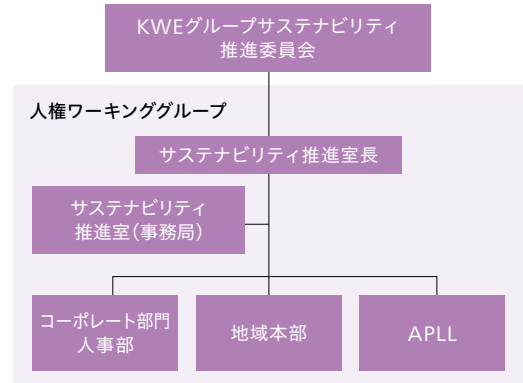 KWEグループサステナビリティ
推進委員会
人権ワーキンググループ
サステナビリティ推進室長
サステナビリティ
推進室(事務局)
コーポレート部門
人事部
地域本部
APLL